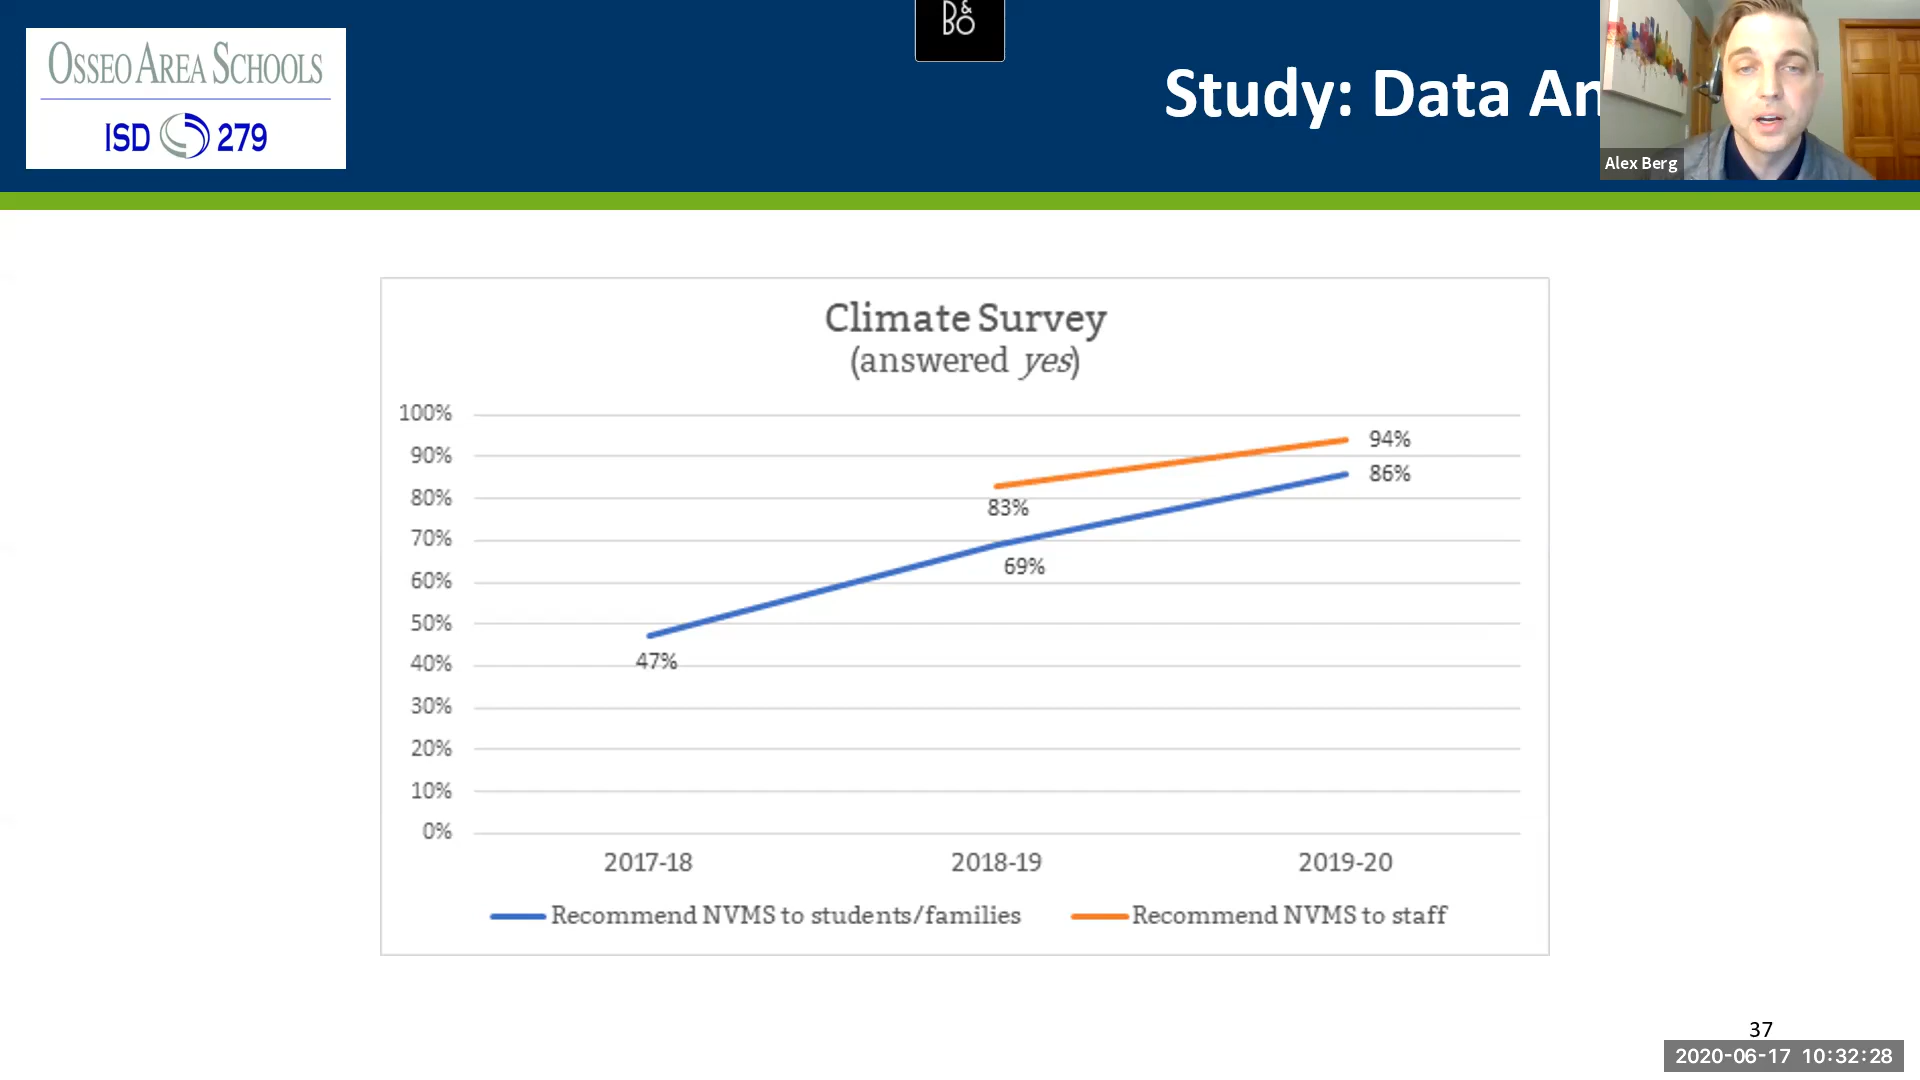 OSSEO AREA SCHOOLS
ISD 279
B&O
Study: Data An
Alex Berg
Climate Survey
(answered yes)
100%
90%
80%
70%
60%
50%
40%
30%
20%
10%
0%
94%
86%
83%
69%
47%
2017-18 2018-19 2019-20
Recommend NVMS to students/families Recommend NVMS to staff
37
2020-06-17 10:32:28